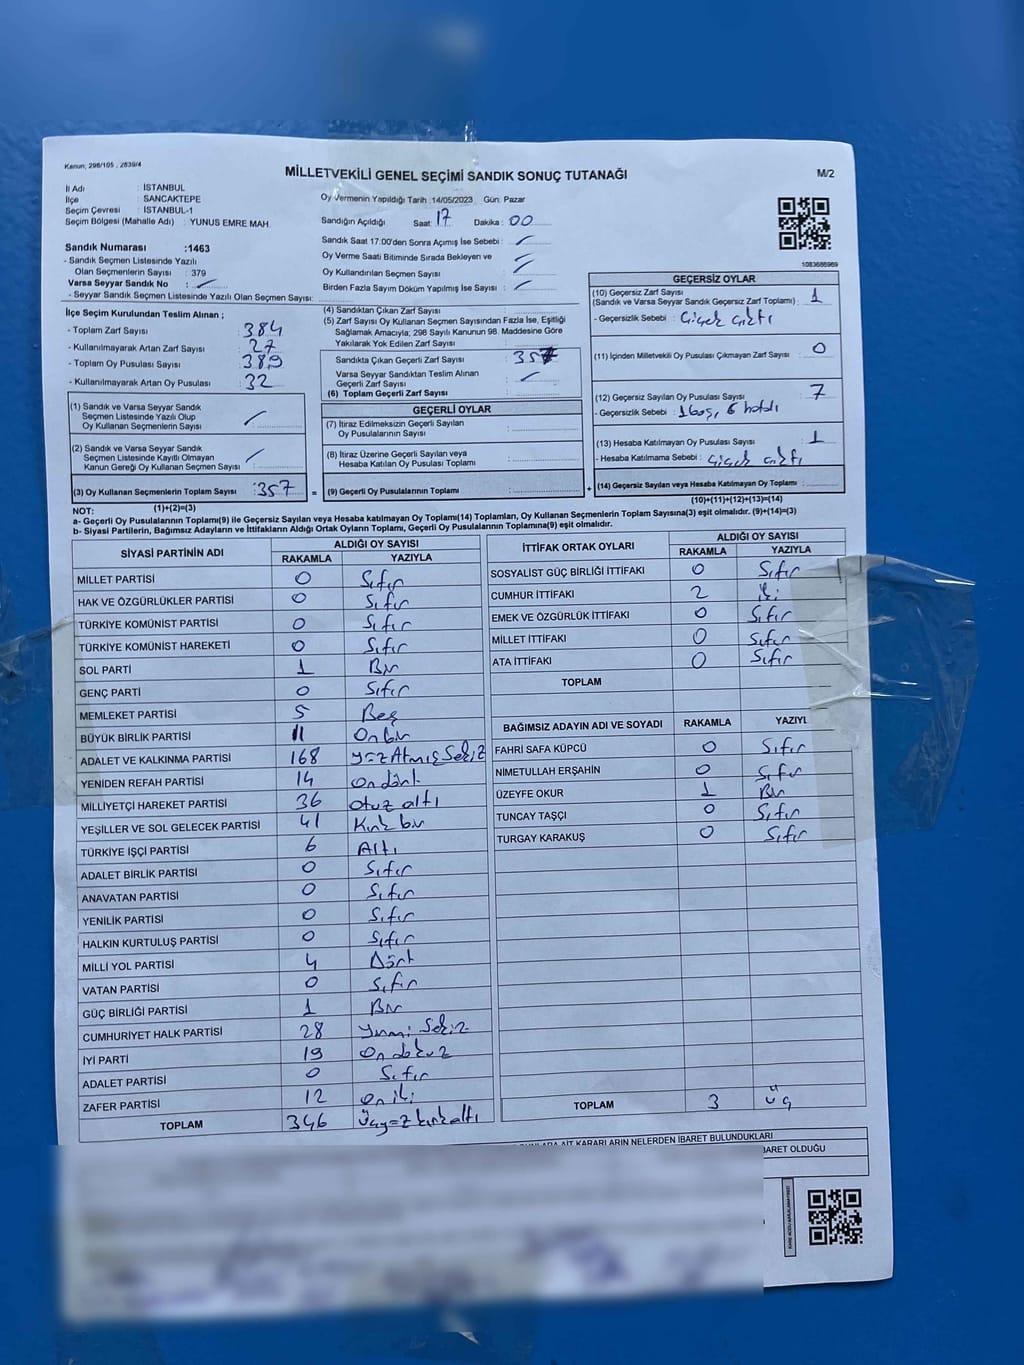 Kanun; 298/105 , 2839/4
MİLLETVEKİLİ GENEL SEÇİMİ SANDIK SONUÇ TUTANAĞI
M/2
İl Adı : İSTANBUL
İlçe : SANCAKTEPE
Seçim Çevresi : İSTANBUL-1
Seçim Bölgesi (Mahalle Adı) : YUNUS EMRE MAH.
Oy Vermenin Yapıldığı Tarih :14/05/2023 Gün: Pazar
Sandığın Açıldığı Saat: 17 Dakika : 00
Sandık Numarası :1463
- Sandık Seçmen Listesinde Yazılı
Olan Seçmenlerin Sayısı : 379
Varsa Seyyar Sandık No :
- Seyyar Sandık Seçmen Listesinde Yazılı Olan Seçmen Sayısı:
Sandık Saat 17.00'den Sonra Açımış İse Sebebi :
Oy Verme Saati Bitiminde Sırada Bekleyen ve
Oy Kullandırılan Seçmen Sayısı :
Birden Fazla Sayım Döküm Yapılmış İse Sayısı :
1083686969
İlçe Seçim Kurulundan Teslim Alınan ;
- Toplam Zarf Sayısı : 384
- Kullanılmayarak Artan Zarf Sayısı : 27
- Toplam Oy Pusulası : 389
- Kullanılmayarak Artan Oy Pusulası : 32
(4) Sandıktan Çıkan Zarf Sayısı :
(5) Zarf Sayısı Oy Kullanan Seçmen Sayısından Fazla İse, Eşitliği
Sağlamak Amacıyla; 298 Sayılı Kanunun 98. Maddesine Göre
Yakılarak Yok Edilen Zarf Sayısı :
Sandıkta Çıkan Geçerli Zarf Sayısı : 357
Varsa Seyyar Sandıktan Teslim Alınan
Geçerli Zarf Sayısı :
(6) Toplam Geçerli Zarf Sayısı :
GEÇERSİZ OYLAR
(10) Geçersiz Zarf Sayısı
(Sandık ve Varsa Seyyar Sandık Geçersiz Zarf Toplamı) : 1
- Geçersizlik Sebebi : Çiçek çıktı
(11) İçinden Milletvekili Oy Pusulası Çıkmayan Zarf Sayısı : 0
(12) Geçersiz Sayılan Oy Pusulası Sayısı : 7
- Geçersizlik Sebebi : 1 boş, 6 hatalı
(13) Hesaba Katılmayan Oy Pusulası Sayısı : 1
- Hesaba Katılmama Sebebi : çiçek çıktı
(14) Geçersiz Sayılan veya Hesaba Katılmayan Oy Toplamı :
(10)+(11)+(12)+(13)=(14)
(1) Sandık ve Varsa Seyyar Sandık
Seçmen Listesinde Yazılı Olup
Oy Kullanan Seçmenlerin Sayısı :
(2) Sandık ve Varsa Seyyar Sandık
Seçmen Listesinde Kayıtlı Olmayan
Kanun Gereği Oy Kullanan Seçmen Sayısı :
(3) Oy Kullanan Seçmenlerin Toplam Sayısı : 357
(1)+(2)=(3)
GEÇERLİ OYLAR
(7) İtiraz Edilmeksizin Geçerli Sayılan
Oy Pusulalarının Sayısı :
(8) İtiraz Üzerine Geçerli Sayılan veya
Hesaba Katılan Oy Pusulası Toplamı :
= (9) Geçerli Oy Pusulalarının Toplamı : +
NOT:
a- Geçerli Oy Pusulalarının Toplamı(9) ile Geçersiz Sayılan veya Hesaba katılmayan Oy Toplamı(14) Toplamları, Oy Kullanan Seçmenlerin Toplam Sayısına(3) eşit olmalıdır. (9)+(14)=(3)
b- Siyasi Partilerin, Bağımsız Adayların ve İttifakların Aldığı Ortak Oyların Toplamı, Geçerli Oy Pusulalarının Toplamına(9) eşit olmalıdır.
SİYASİ PARTİNİN ADI ALDIĞI OY SAYISI
RAKAMLA YAZIYLA
MİLLET PARTİSİ 0 Sıfır
HAK VE ÖZGÜRLÜKLER PARTİSİ 0 Sıfır
TÜRKİYE KOMÜNİST PARTİSİ 0 Sıfır
TÜRKİYE KOMÜNİST HAREKETİ 0 Sıfır
SOL PARTİ 1 Bir
GENÇ PARTİ 0 Sıfır
MEMLEKET PARTİSİ 5 Beş
BÜYÜK BİRLİK PARTİSİ 11 On bir
ADALET VE KALKINMA PARTİSİ 168 yüz Atmış Sekiz
YENİDEN REFAH PARTİSİ 14 on dört
MİLLİYETÇİ HAREKET PARTİSİ 36 otuz altı
YEŞİLLER VE SOL GELECEK PARTİSİ 41 Kırk bir
TÜRKİYE İŞÇİ PARTİSİ 6 Altı
ADALET BİRLİK PARTİSİ 0 Sıfır
ANAVATAN PARTİSİ 0 Sıfır
YENİLİK PARTİSİ 0 Sıfır
HALKIN KURTULUŞ PARTİSİ 0 Sıfır
MİLLİ YOL PARTİSİ 4 Dört
VATAN PARTİSİ 0 Sıfır
GÜÇ BİRLİĞİ PARTİSİ 1 Bir
CUMHURİYET HALK PARTİSİ 28 yirmi Sekiz
İYİ PARTİ 19 On dokuz
ADALET PARTİSİ 0 Sıfır
ZAFER PARTİSİ 12 on iki
TOPLAM 346 Üçyüz kırk altı
İTTİFAK ORTAK OYLARI ALDIĞI OY SAYISI
RAKAMLA YAZIYLA
SOSYALİST GÜÇ BİRLİĞİ İTTİFAKI 0 Sıfır
CUMHUR İTTİFAKI 2 iki
EMEK VE ÖZGÜRLÜK İTTİFAKI 0 Sıfır
MİLLET İTTİFAKI 0 Sıfır
ATA İTTİFAKI 0 Sıfır
TOPLAM
BAĞIMSIZ ADAYIN ADI VE SOYADI RAKAMLA YAZIYL
FAHRİ SAFA KÜPCÜ 0 Sıfır
NİMETULLAH ERŞAHİN 0 Sıfır
ÜZEYFE OKUR 1 Bir
TUNCAY TAŞÇI 0 Sıfır
TURGAY KARAKUŞ 0 Sıfır
TOPLAM 3 Üç
AİT KARARLARIN NELERDEN İBARET BULUNDUKLARI
BARET OLDUĞU